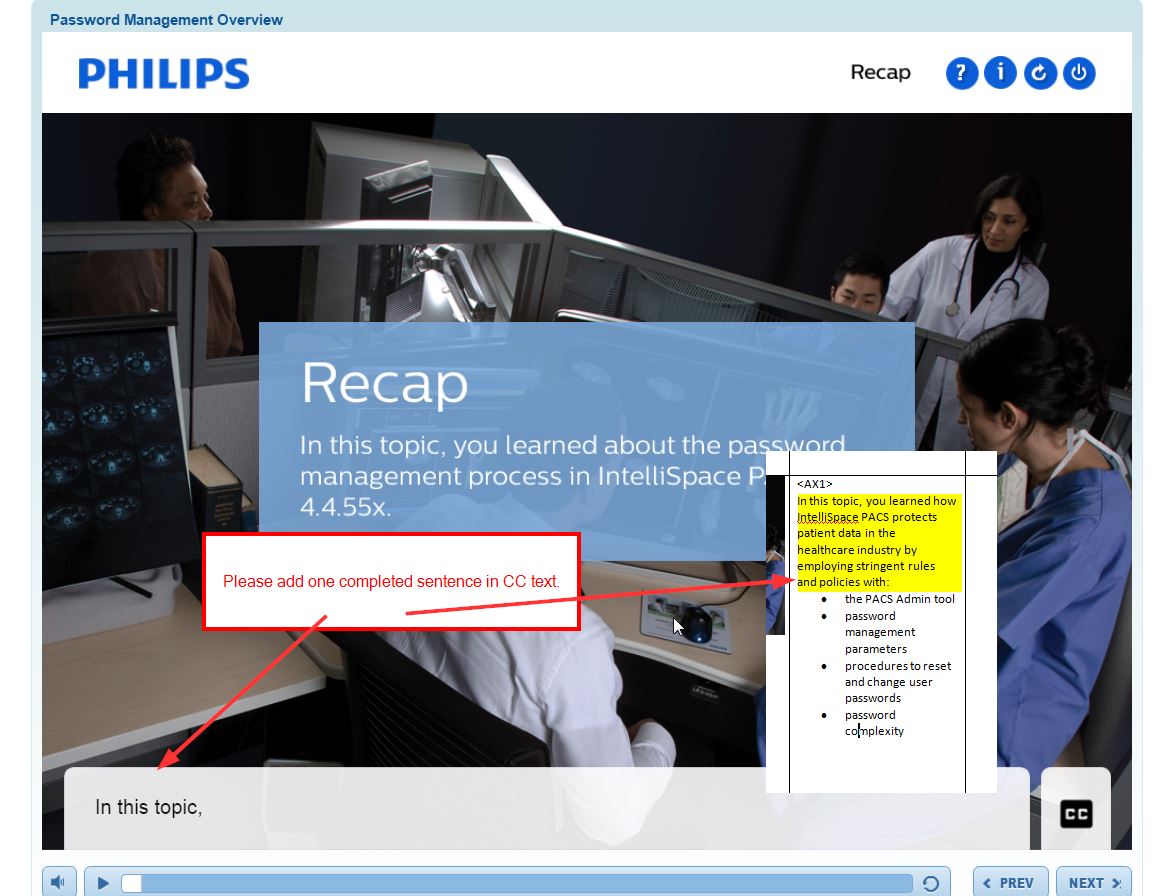 Password Management Overview
PHILIPS
Recap
Recap
In this topic, you learned about the password
management process in IntelliSpace P
4.4.55x.
<AX1>
In this topic, you learned how
IntelliSpace PACS protects
patient data in the
healthcare industry by
employing stringent rules
and policies with:
• the PACS Admin tool
• password
management
parameters
• procedures to reset
and change user
passwords
• password
complexity
Please add one completed sentence in CC text.
In this topic,
CC
PREV
NEXT